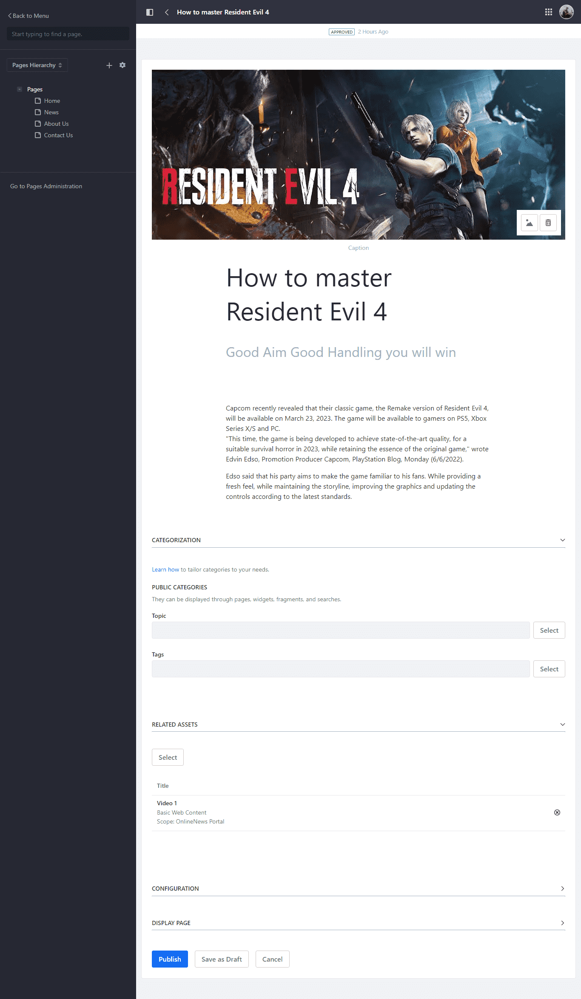 Back to Menu
Start typing to find a page.
Pages Hierarchy
Pages
Home
News
About Us
Contact Us
Go to Pages Administration
How to master Resident Evil 4
APPROVED 2 Hours Ago
RESIDENT EVIL 4
Caption
How to master
Resident Evil 4
Good Aim Good Handling you will win
Capcom recently revealed that their classic game, the Remake version of Resident Evil 4,
will be available on March 23, 2023. The game will be available to gamers on PS5, Xbox
Series X/S and PC.
"This time, the game is being developed to achieve state-of-the-art quality, for a
suitable survival horror in 2023, while retaining the essence of the original game," wrote
Edvin Edso, Promotion Producer Capcom, PlayStation Blog, Monday (6/6/2022).
Edso said that his party aims to make the game familiar to his fans. While providing a
fresh feel, while maintaining the storyline, improving the graphics and updating the
controls according to the latest standards.
CATEGORIZATION
Learn how to tailor categories to your needs.
PUBLIC CATEGORIES
They can be displayed through pages, widgets, fragments, and searches.
Topic
Select
Tags
Select
RELATED ASSETS
Select
Title
Video 1
Basic Web Content
Scope: OnlineNews Portal
CONFIGURATION
DISPLAY PAGE
Publish Save as Draft Cancel